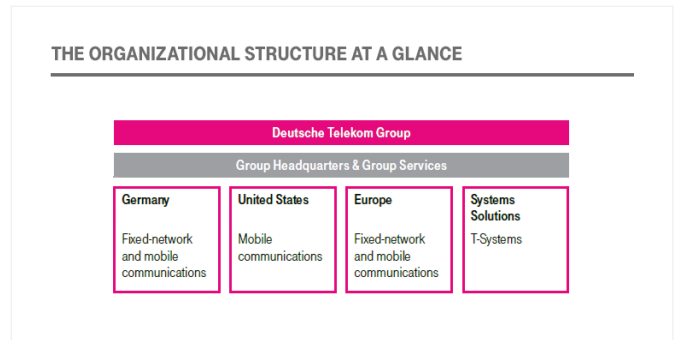 THE ORGANIZATIONAL STRUCTURE AT A GLANCE
Deutsche Telekom Group
Group Headquarters & Group Services
Germany
Fixed-network
and mobile
communications
United States
Mobile
communications
Europe
Fixed-network
and mobile
communications
Systems
Solutions
T-Systems